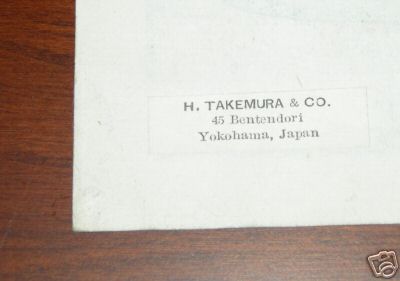 H. TAKEMURA & CO.
45 Bentendori
Yokohama, Japan